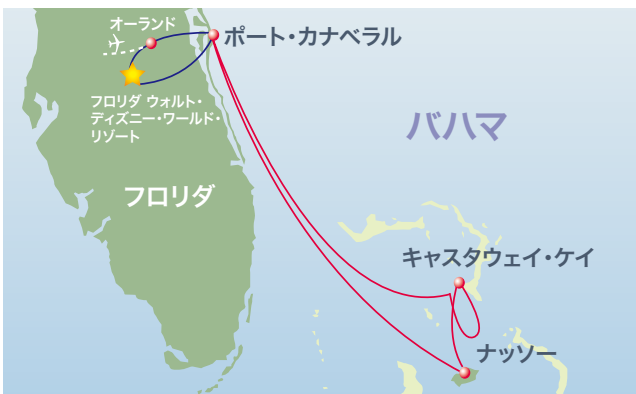 オーランド
ポート・カナベラル
フロリダ ウォルト・
ディズニー・ワールド・
リゾート
バハマ
フロリダ
キャスタウェイ・ケイ
ナッソー